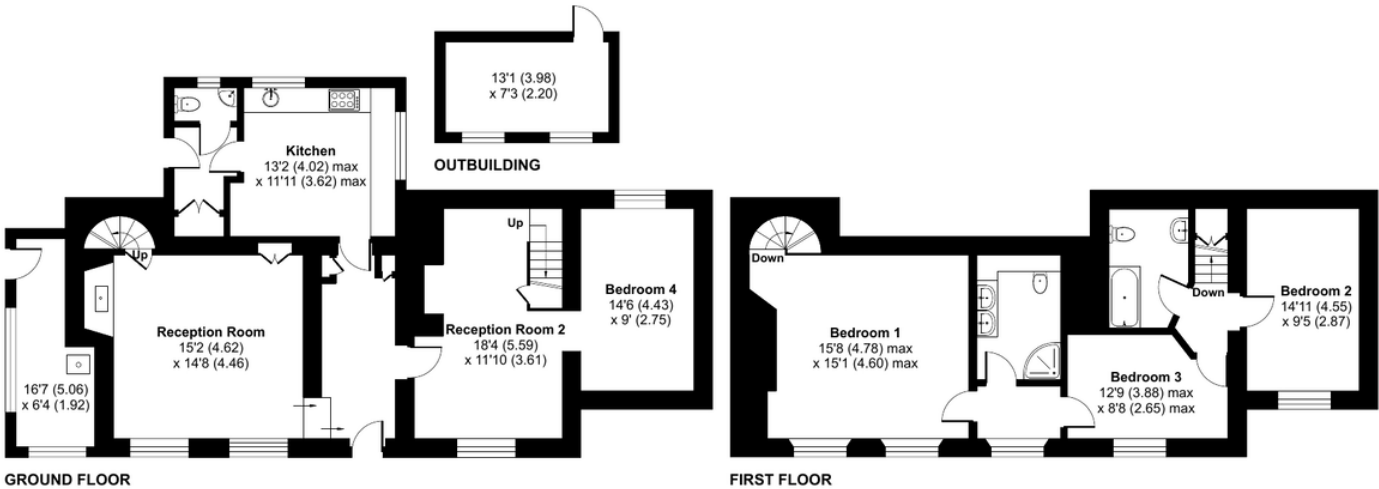 13'1 (3.98)
x 7'3 (2.20)
OUTBUILDING
Kitchen
13'2 (4.02) max
x 11'11 (3.62) max
Up
Up
Reception Room
15'2 (4.62)
x 14'8 (4.46)
16'7 (5.06)
x 6'4 (1.92)
Reception Room 2
18'4 (5.59)
x 11'10 (3.61)
Bedroom 4
14'6 (4.43)
x 9' (2.75)
GROUND FLOOR
Down
Bedroom 1
15'8 (4.78) max
x 15'1 (4.60) max
Down
Bedroom 2
14'11 (4.55)
x 9'5 (2.87)
Bedroom 3
12'9 (3.88) max
x 8'8 (2.65) max
FIRST FLOOR